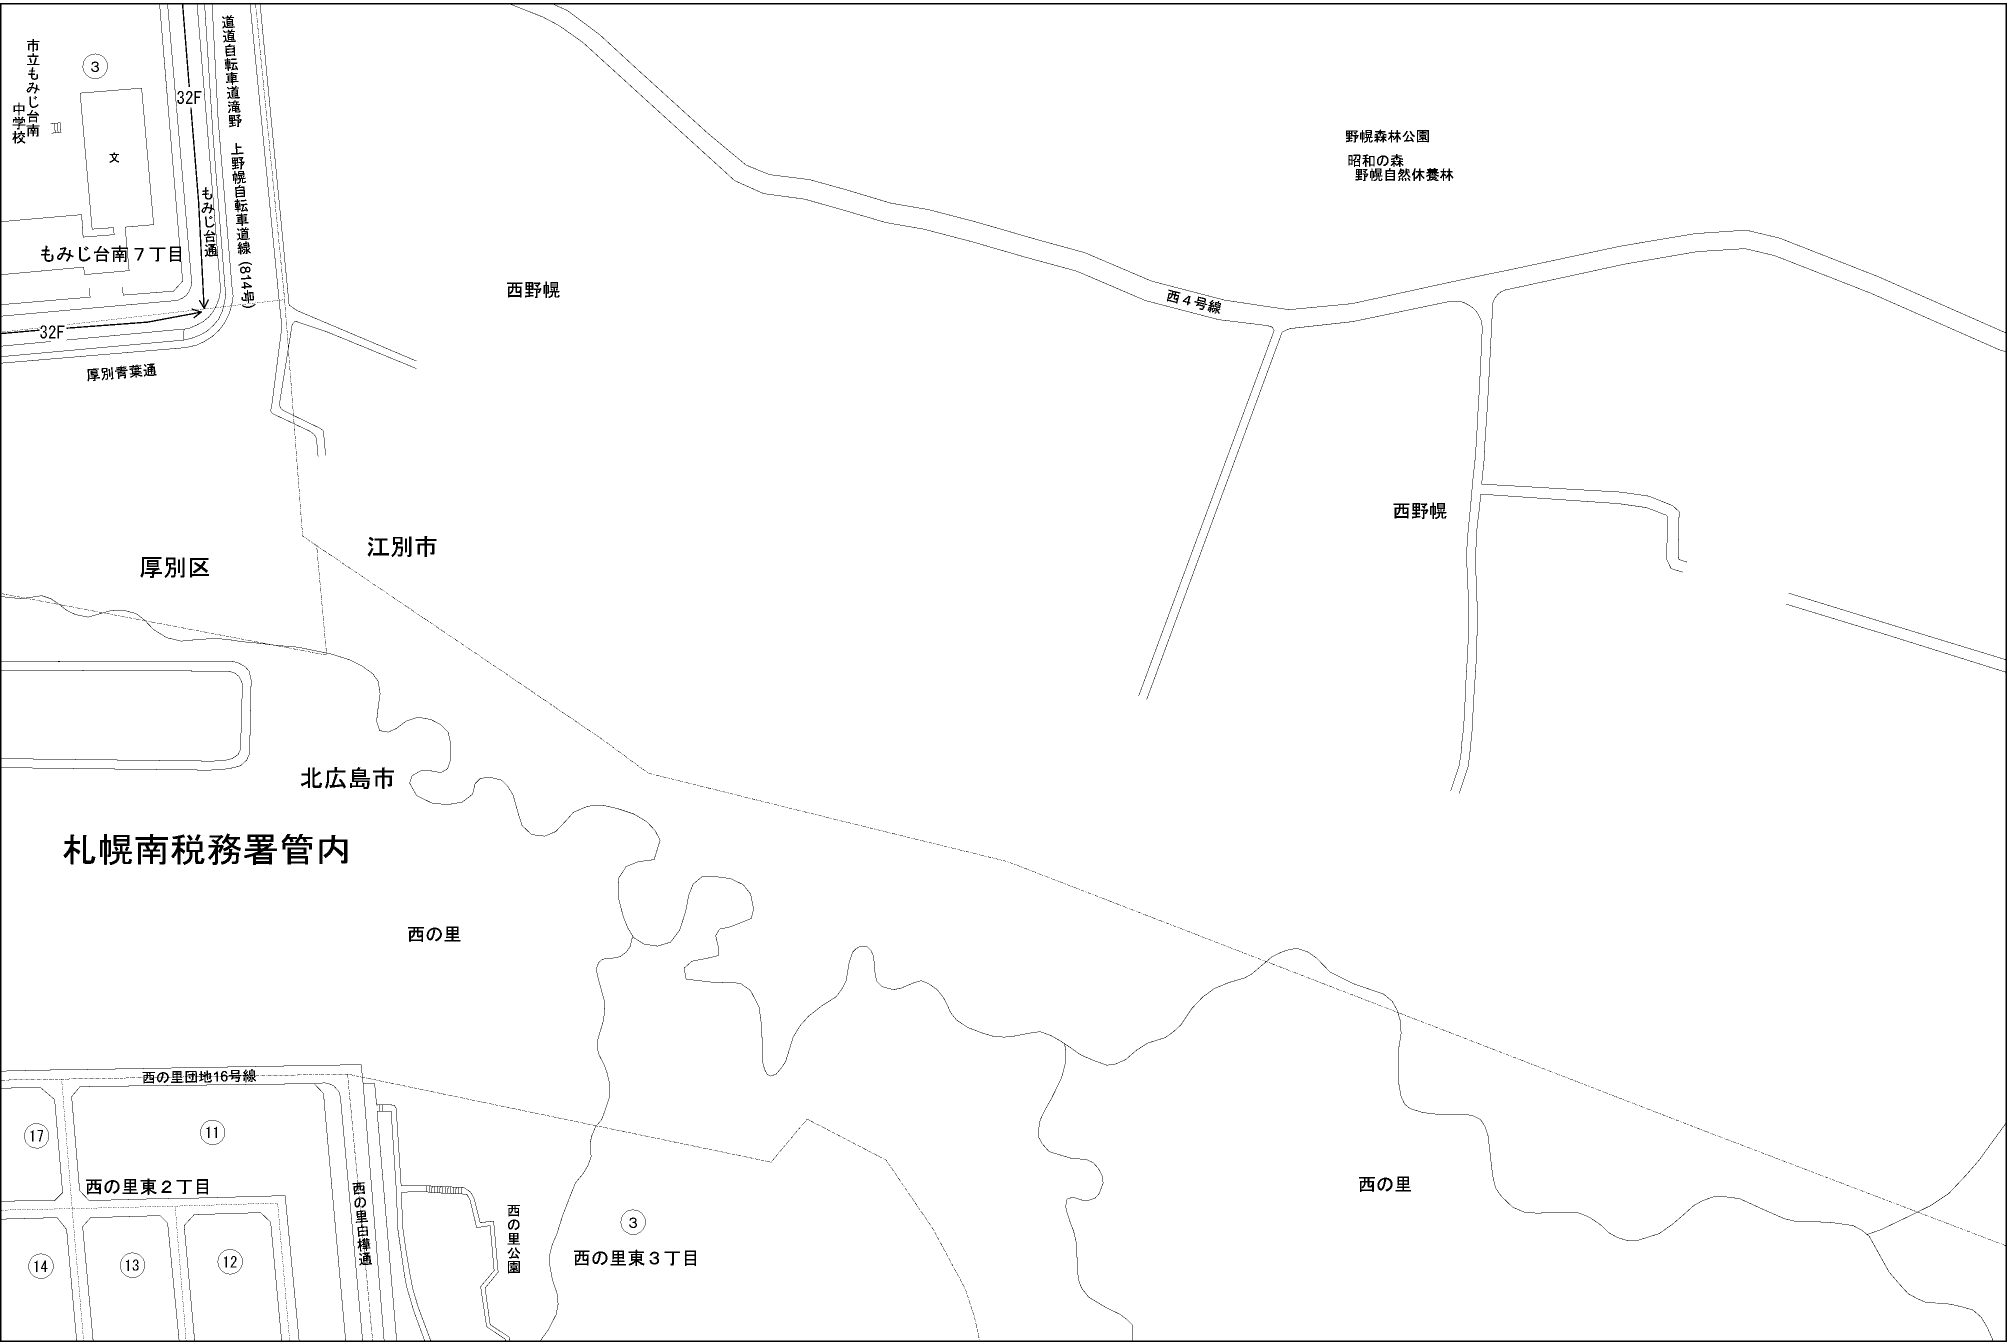 市立もみじ台南
中学校
3
文
32F
道道自転車道滝野 上野幌自転車道線(814号)
もみじ台通
もみじ台南7丁目
32F
厚別青葉通
野幌森林公園
昭和の森
野幌自然休養林
西野幌
西4号線
西野幌
江別市
厚別区
北広島市
札幌南税務署管内
西の里
西の里団地16号線
17
11
西の里東2丁目
西の里白樺通
西の里公園
3
西の里東3丁目
西の里
14
13
12